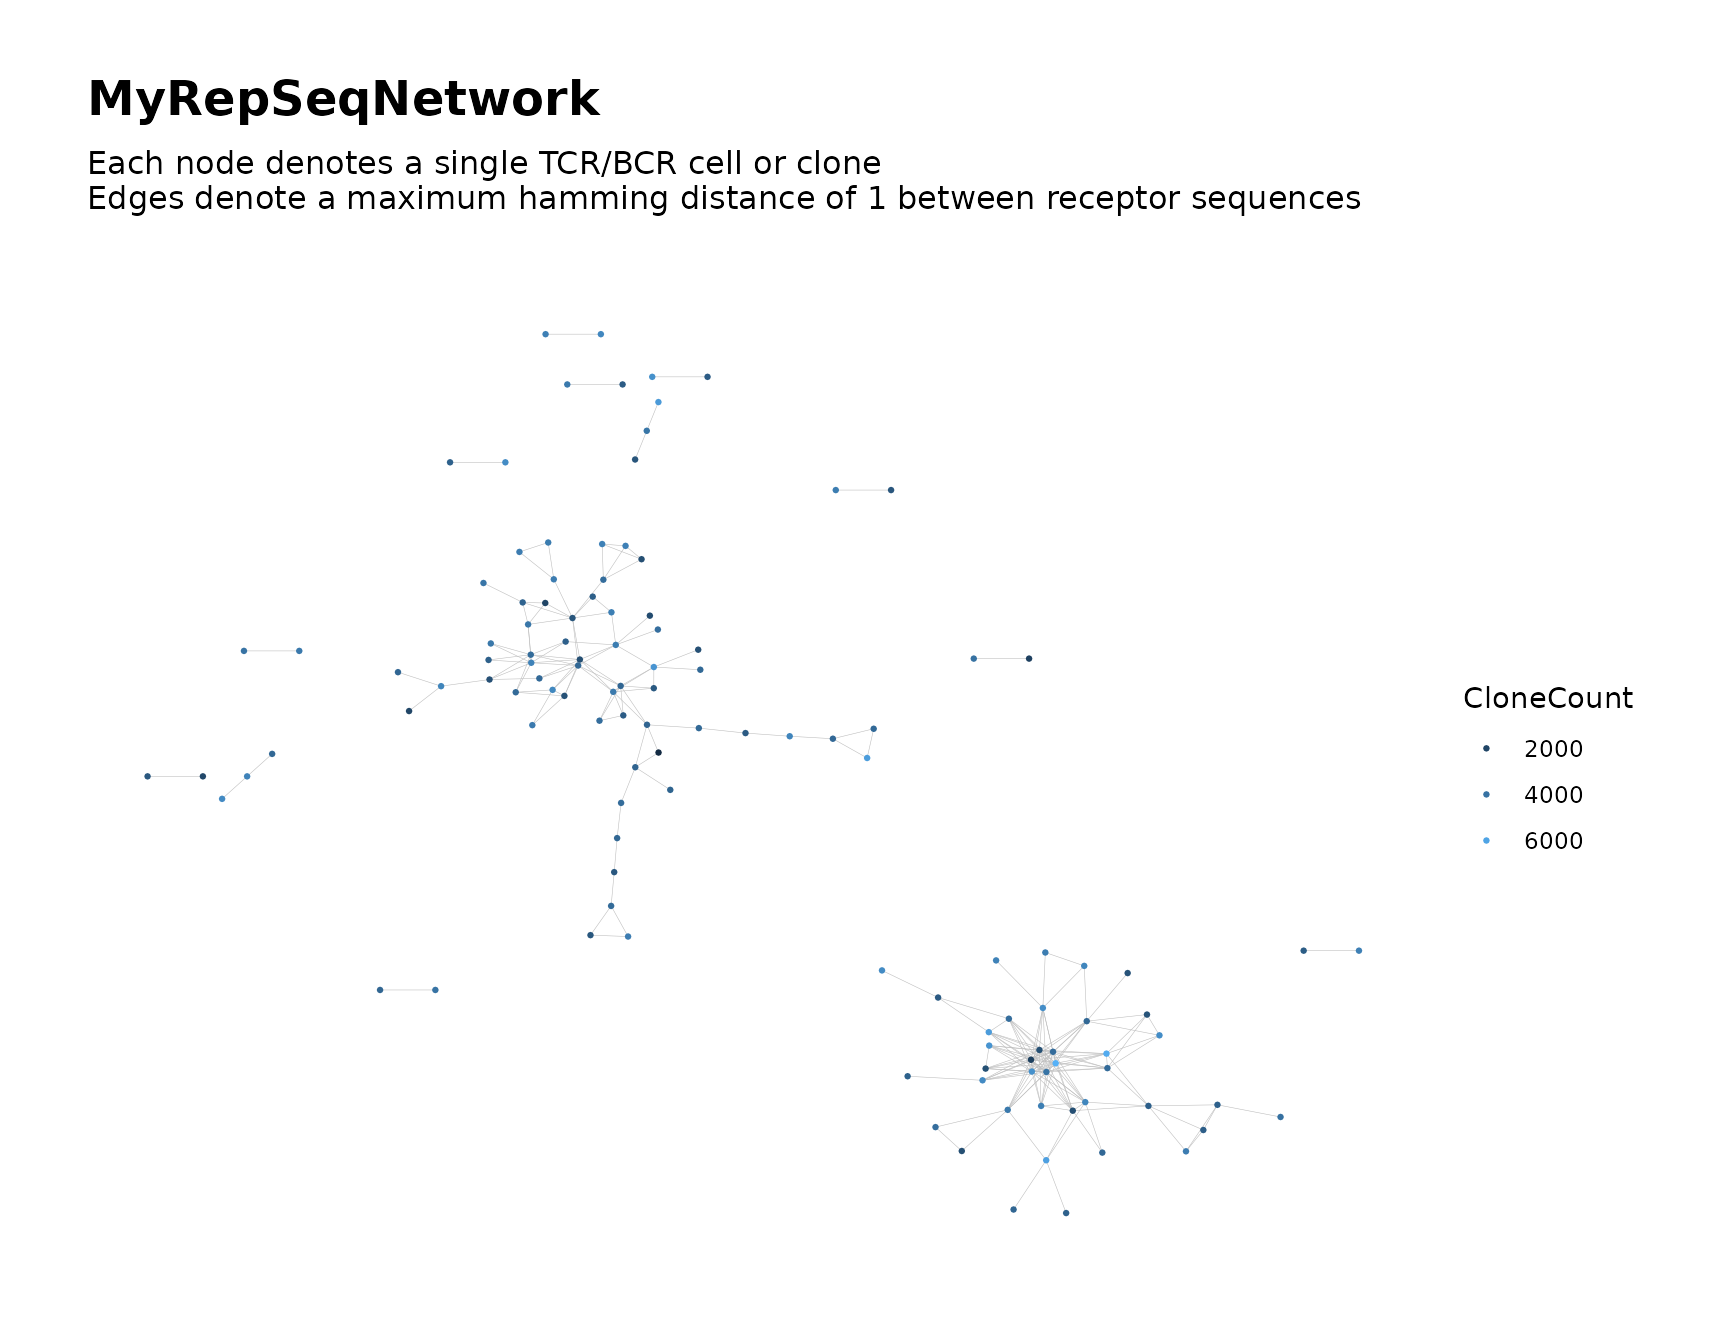 MyRepSeqNetwork
Each node denotes a single TCR/BCR cell or clone
Edges denote a maximum hamming distance of 1 between receptor sequences
CloneCount
2000
4000
6000